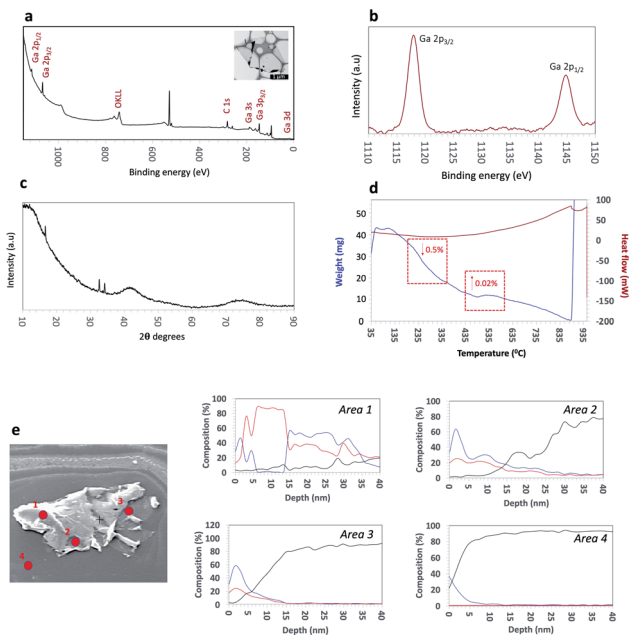 a
Ga 2p1/2
Ga 2p3/2
OKLL
C 1s
Ga 3s
Ga 3p3/2
Ga 3d
Intensity (a.u)
1000
800
600
400
200
0
Binding energy (eV)
b
Ga 2p3/2
Ga 2p1/2
Intensity (a.u)
1110
1115
1120
1125
1130
1135
1140
1145
1150
Binding energy (eV)
c
Intensity (a.u)
10 20 30 40 50 60 70 80 90
2θ degrees
d
Weight (mg)
50
40
30
20
10
0
0.5%
0.02%
100
50
0
-50
-100
-150
-200
Heat flow (mW)
35 135 235 335 435 535 635 735 835 935
Temperature (⁰C)
e
1
2
3
4
Area 1
Composition (%)
100
80
60
40
20
0
0 5 10 15 20 25 30 35 40
Depth (nm)
Area 2
Composition (%)
100
80
60
40
20
0
0 5 10 15 20 25 30 35 40
Depth (nm)
Area 3
Composition (%)
120
100
80
60
40
20
0
0 5 10 15 20 25 30 35 40
Depth (nm)
Area 4
Composition (%)
100
80
60
40
20
0
0 5 10 15 20 25 30 35 40
Depth (nm)